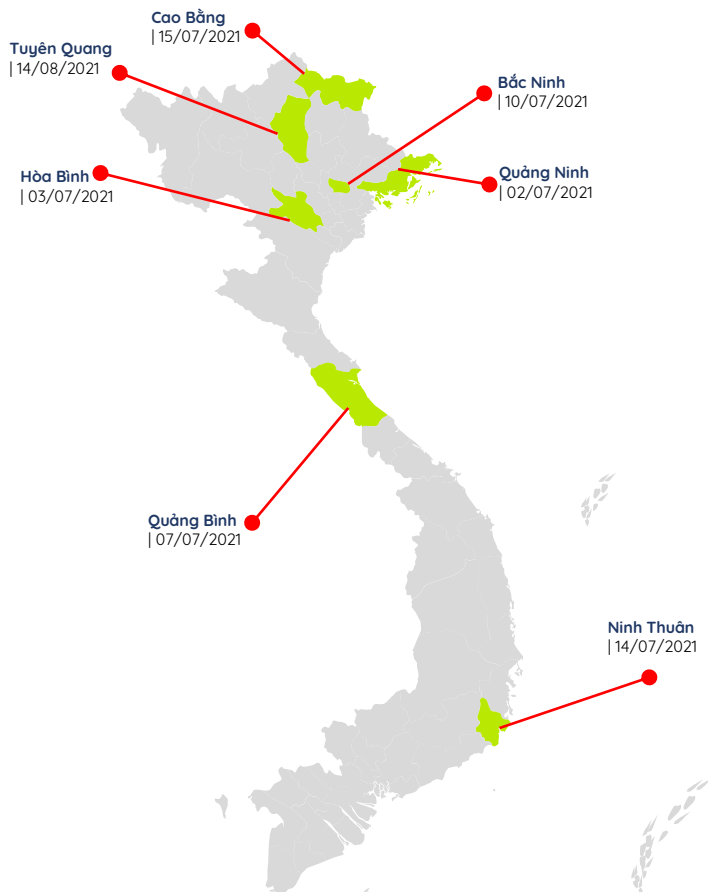 Cao Bằng
| 15/07/2021
Tuyên Quang
| 14/08/2021
Bắc Ninh
| 10/07/2021
Hòa Bình
| 03/07/2021
Quảng Ninh
| 02/07/2021
Quảng Bình
| 07/07/2021
Ninh Thuân
| 14/07/2021